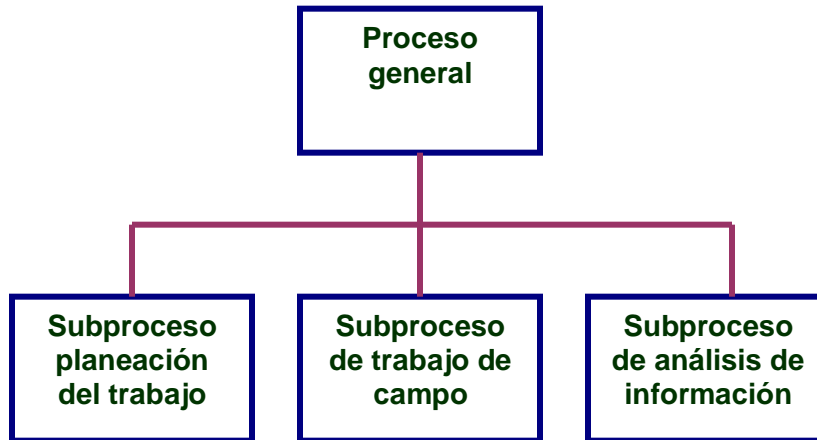 Proceso
general
Subproceso
planeación
del trabajo
Subproceso
de trabajo de
campo
Subproceso
de análisis de
información